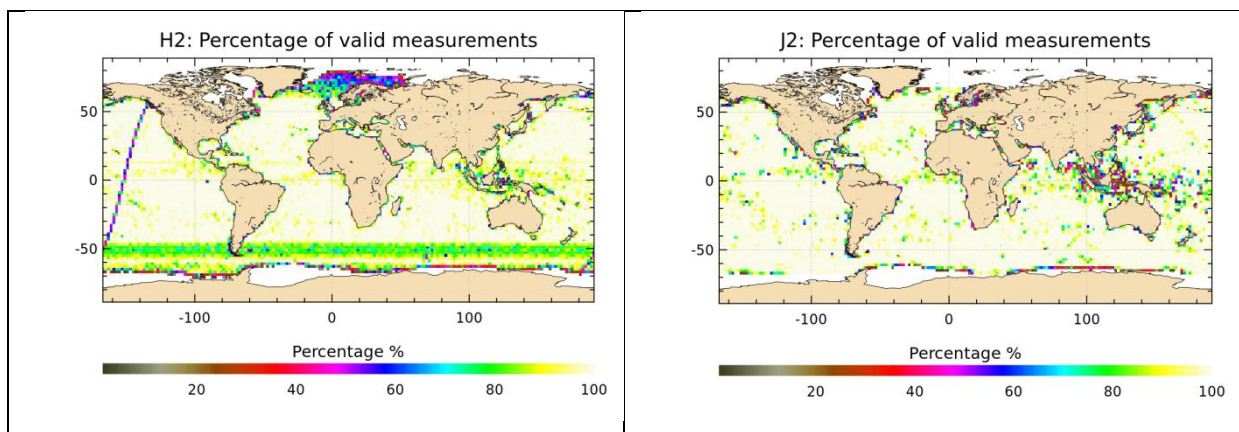 H2: Percentage of valid measurements
50
0
-50
-100 0 100
Percentage %
20 40 60 80 100
J2: Percentage of valid measurements
50
0
-50
-100 0 100
Percentage %
20 40 60 80 100